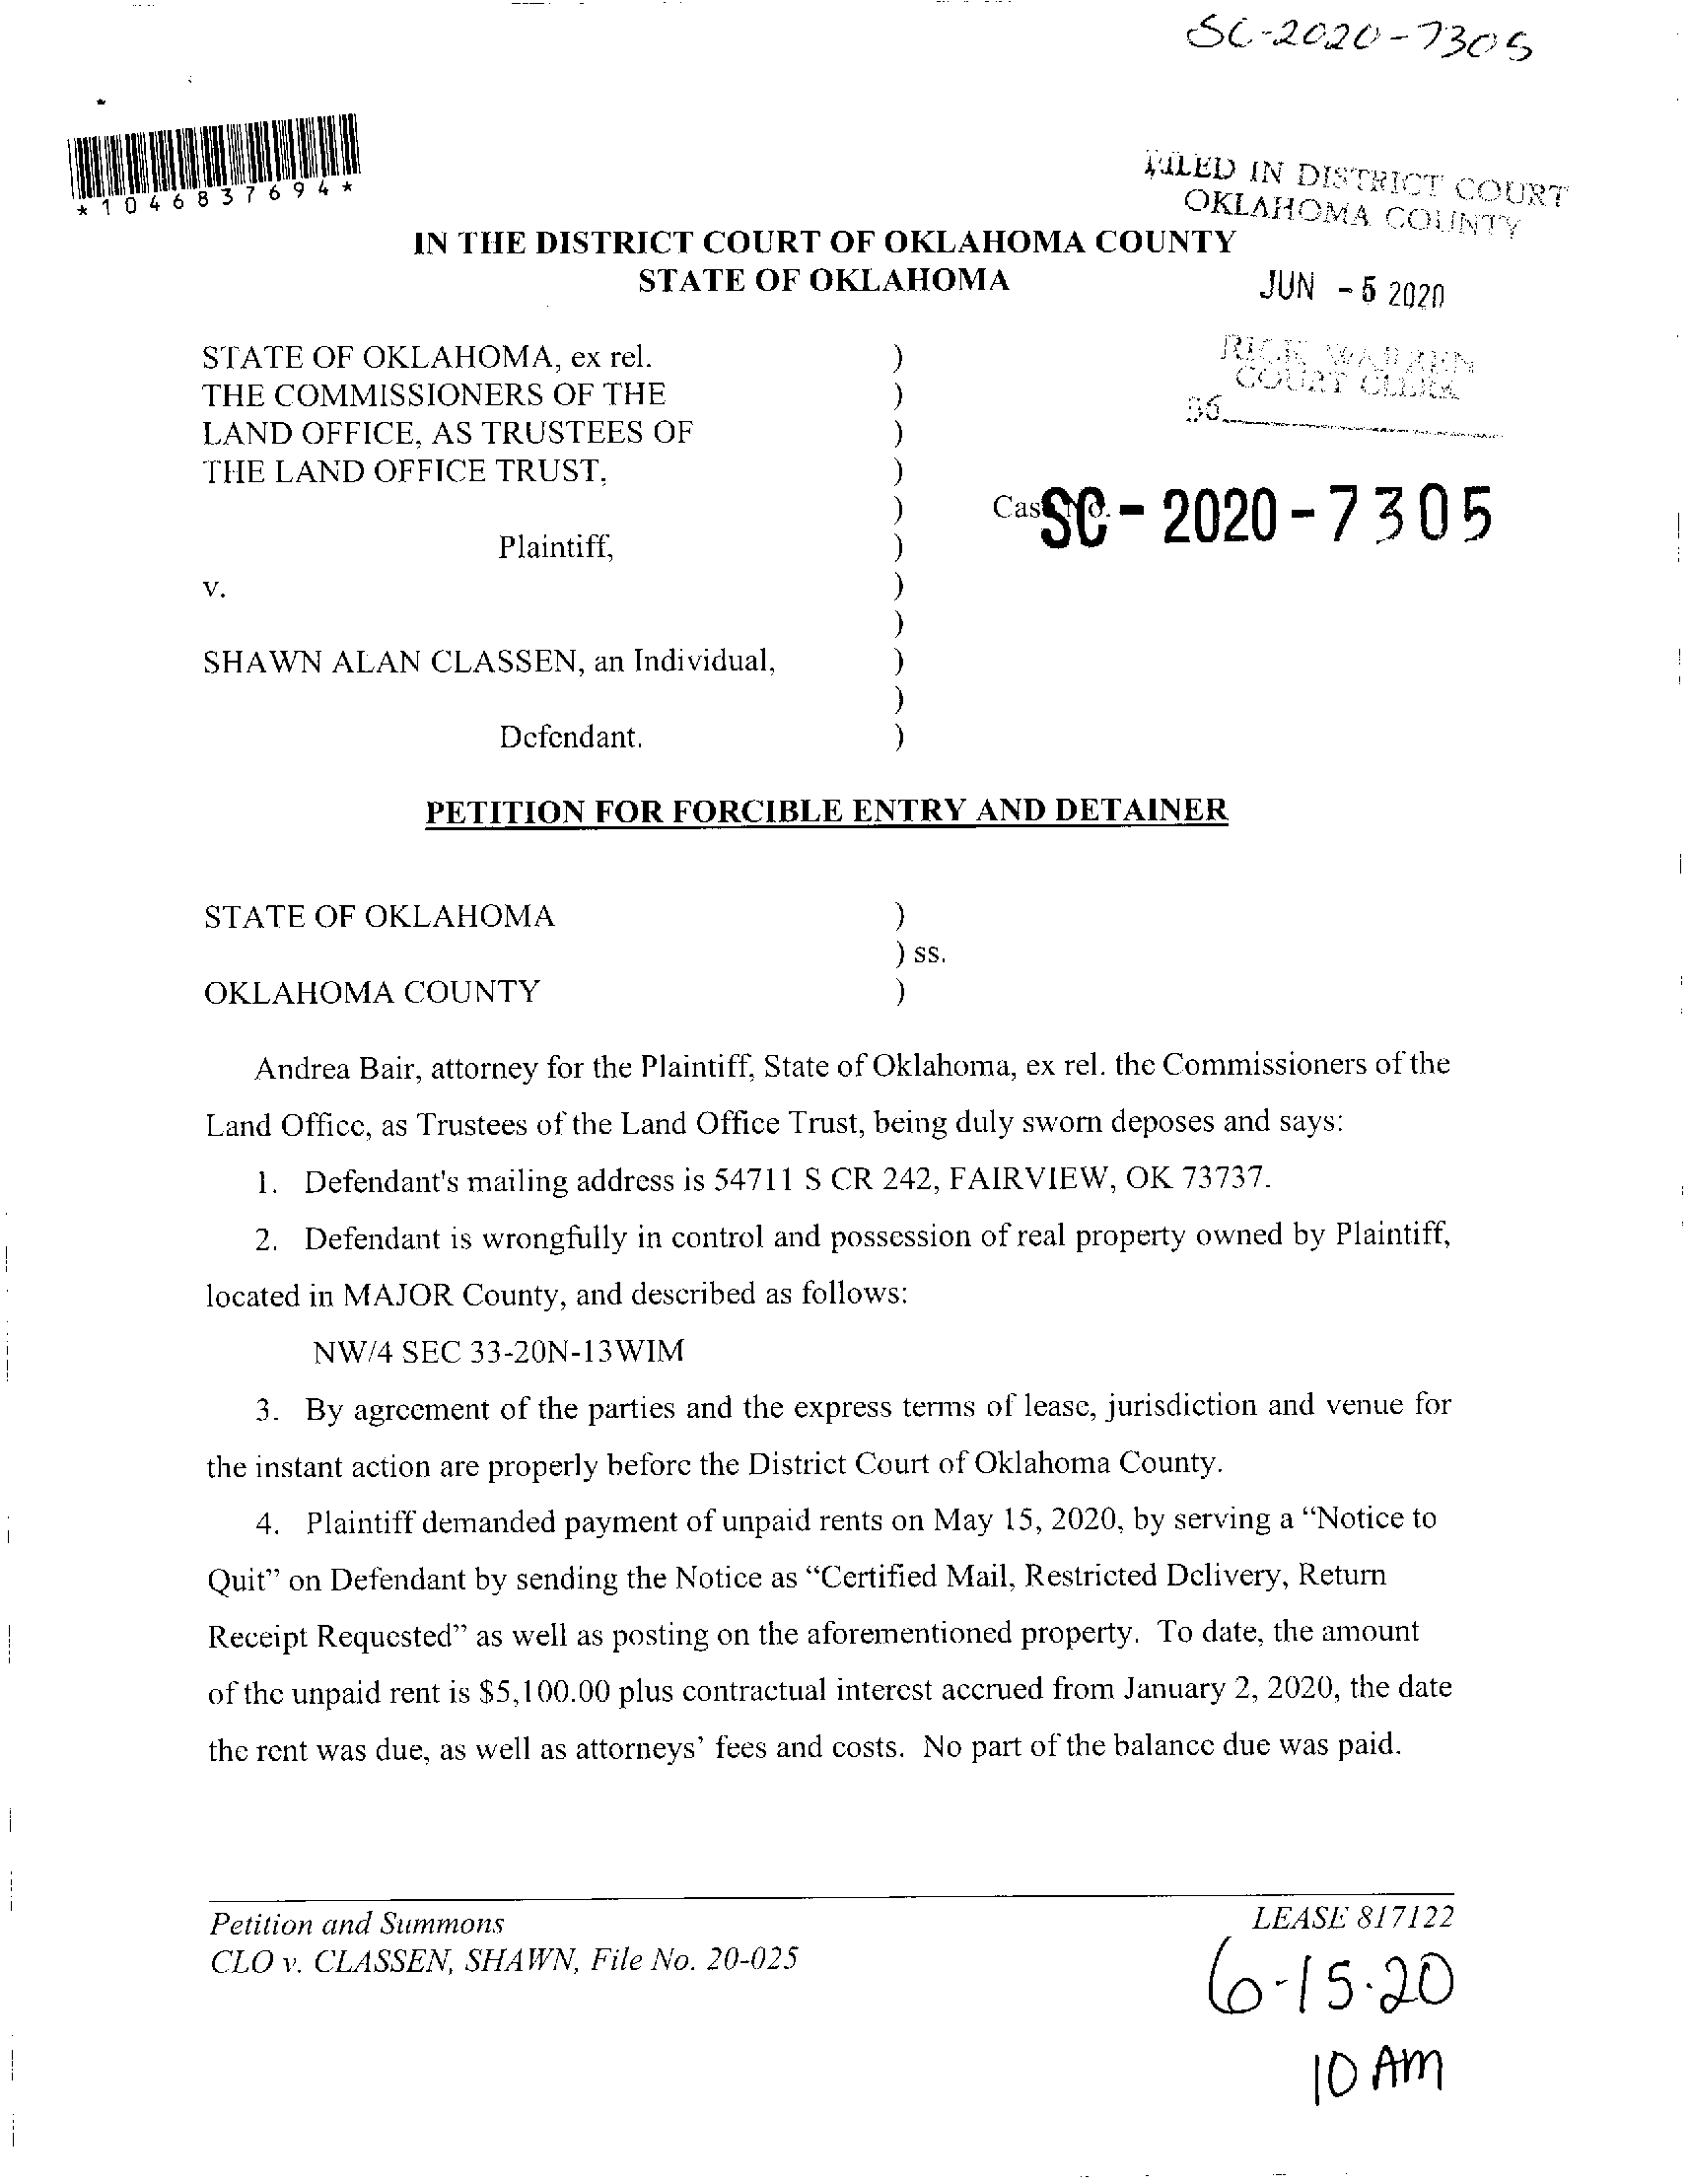 SC-2020-7305
*1046837694*
FILED IN DISTRICT COURT
OKLAHOMA COUNTY
IN THE DISTRICT COURT OF OKLAHOMA COUNTY
STATE OF OKLAHOMA
JUN - 5 2020
RICK WARREN
COURT CLERK
STATE OF OKLAHOMA, ex rel. )
THE COMMISSIONERS OF THE )
LAND OFFICE, AS TRUSTEES OF )
THE LAND OFFICE TRUST, )
)
Case No. SC - 2020 - 7305
Plaintiff, )
v. )
)
SHAWN ALAN CLASSEN, an Individual, )
)
Defendant. )
PETITION FOR FORCIBLE ENTRY AND DETAINER
STATE OF OKLAHOMA )
) ss.
OKLAHOMA COUNTY )
Andrea Bair, attorney for the Plaintiff, State of Oklahoma, ex rel. the Commissioners of the
Land Office, as Trustees of the Land Office Trust, being duly sworn deposes and says:
1. Defendant's mailing address is 54711 S CR 242, FAIRVIEW, OK 73737.
2. Defendant is wrongfully in control and possession of real property owned by Plaintiff,
located in MAJOR County, and described as follows:
NW/4 SEC 33-20N-13WIM
3. By agreement of the parties and the express terms of lease, jurisdiction and venue for
the instant action are properly before the District Court of Oklahoma County.
4. Plaintiff demanded payment of unpaid rents on May 15, 2020, by serving a “Notice to
Quit” on Defendant by sending the Notice as “Certified Mail, Restricted Delivery, Return
Receipt Requested” as well as posting on the aforementioned property. To date, the amount
of the unpaid rent is $5,100.00 plus contractual interest accrued from January 2, 2020, the date
the rent was due, as well as attorneys’ fees and costs. No part of the balance due was paid.
Petition and Summons
LEASE 817122
CLO v. CLASSEN, SHAWN, File No. 20-025
6-15-20
10 AM